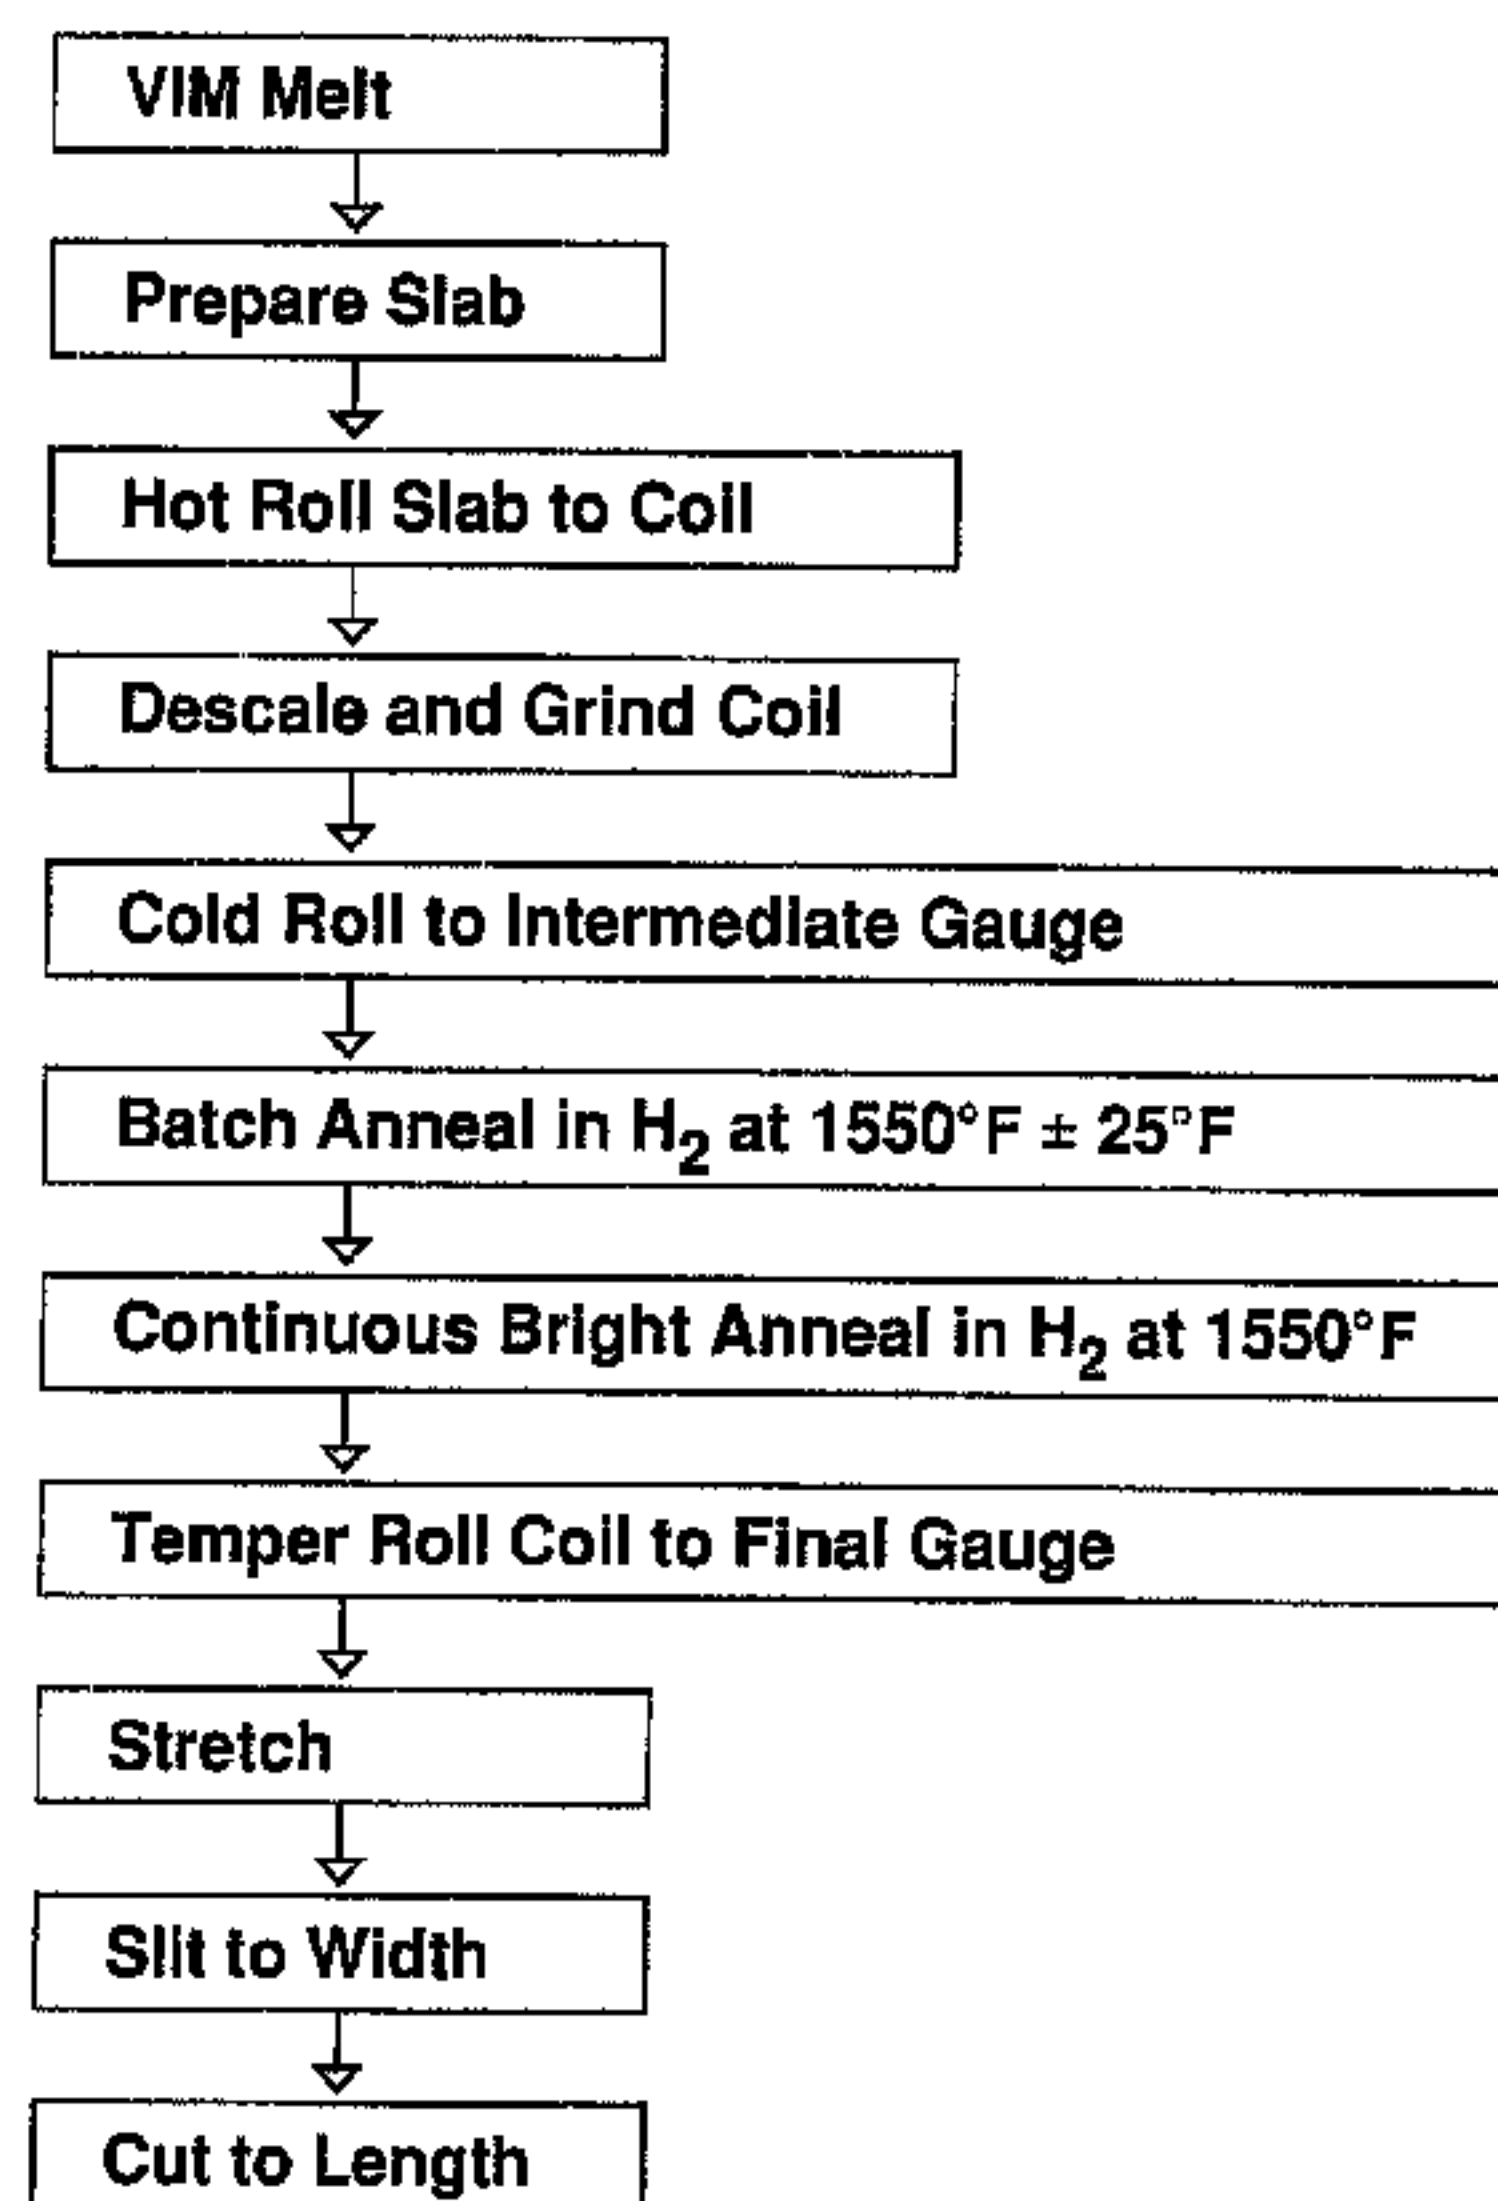 VIM Melt
Prepare Slab
Hot Roll Slab to Coil
Descale and Grind Coil
Cold Roll to Intermediate Gauge
Batch Anneal in H₂ at 1550°F ± 25°F
Continuous Bright Anneal in H₂ at 1550°F
Temper Roll Coil to Final Gauge
Stretch
Slit to Width
Cut to Length